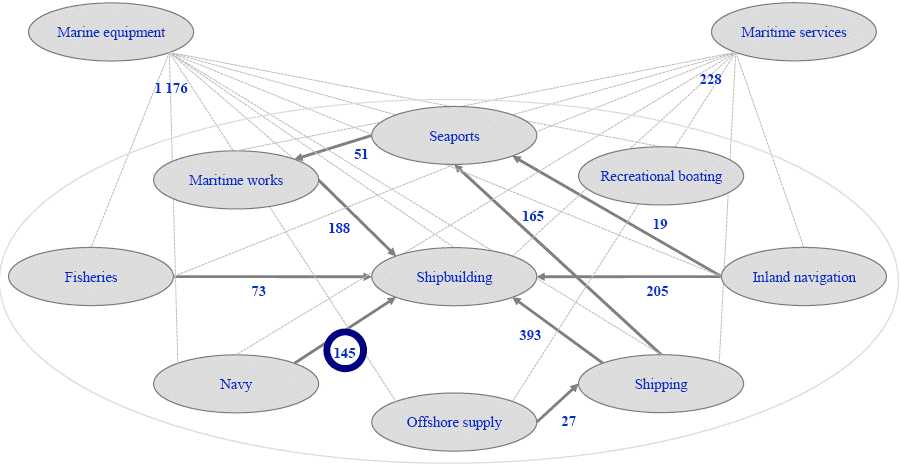 Marine equipment
Maritime services
1 176
228
Seaports
51
Maritime works
Recreational boating
188
165
19
Fisheries
Shipbuilding
Inland navigation
73
205
393
145
Navy
Shipping
Offshore supply
27